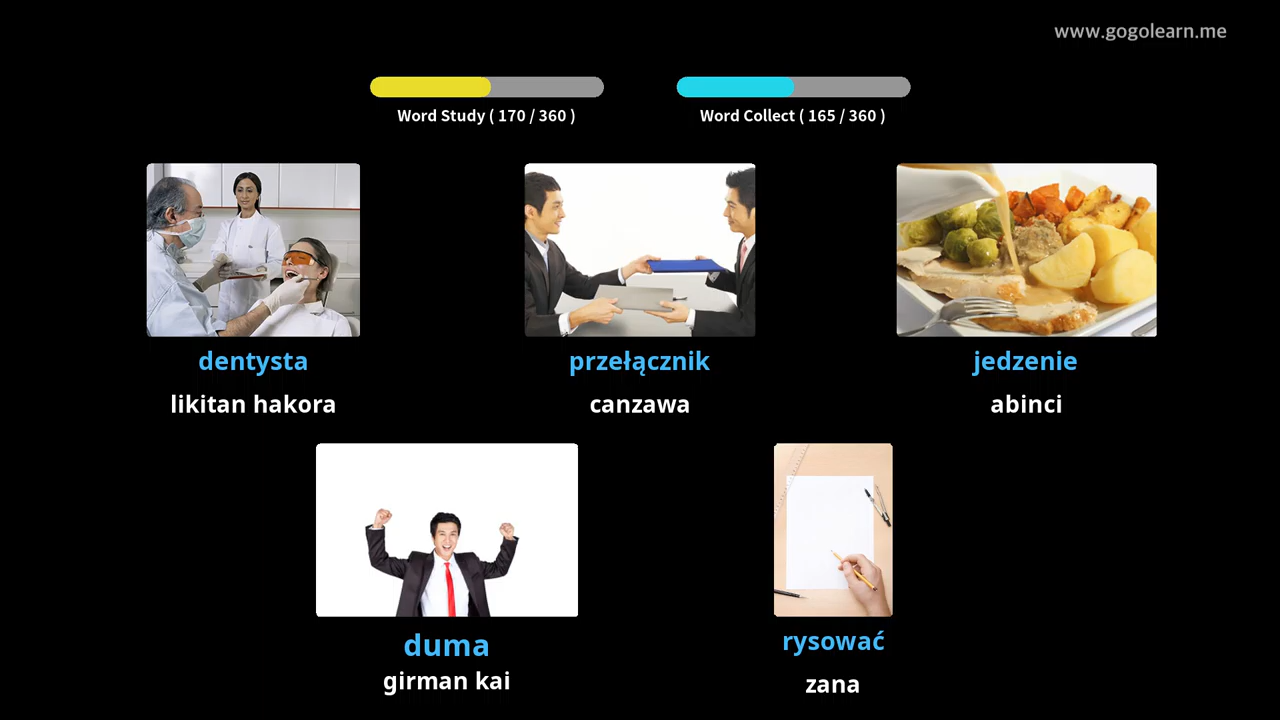 www.gogolearn.me
Word Study ( 170 / 360 )
Word Collect ( 165 / 360 )
dentysta
likitan hakora
przełącznik
canzawa
jedzenie
abinci
duma
girman kai
rysować
zana